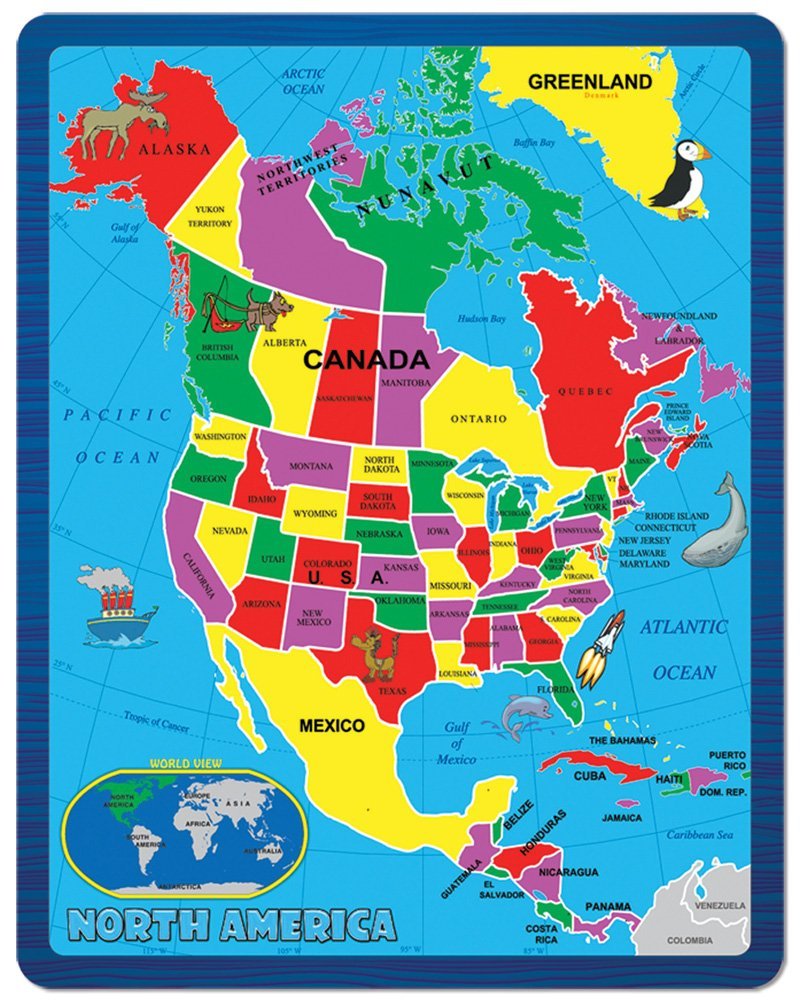 ARCTIC
OCEAN
GREENLAND
Denmark
Arctic Circle
Baffin Bay
ALASKA
NORTHWEST
TERRITORIES
NUNAVUT
YUKON
TERRITORY
Gulf of
Alaska
55° N
Hudson Bay
NEWFOUNDLAND
&
LABRADOR
BRITISH
COLUMBIA
ALBERTA
CANADA
SASKATCHEWAN
MANITOBA
ONTARIO
QUEBEC
PRINCE
EDWARD
ISLAND
NEW
BRUNSWICK
NOVA
SCOTIA
45° N
PACIFIC
OCEAN
WASHINGTON
OREGON
IDAHO
MONTANA
NORTH
DAKOTA
MINNESOTA
Lake Superior
SOUTH
DAKOTA
WISCONSIN
MICHIGAN
NEW
YORK
VT
MASS
MAINE
RHODE ISLAND
CONNECTICUT
NEW JERSEY
DELAWARE
MARYLAND
WYOMING
NEVADA
UTAH
COLORADO
NEBRASKA
IOWA
ILLINOIS
INDIANA
OHIO
PENNSYLVANIA
WEST
VIRGINIA
VIRGINIA
35° N
CALIFORNIA
U. S. A.
KANSAS
MISSOURI
KENTUCKY
NORTH
CAROLINA
ARIZONA
NEW
MEXICO
OKLAHOMA
ARKANSAS
TENNESSEE
S. CAROLINA
MISSISSIPPI
ALABAMA
GEORGIA
TEXAS
LOUISIANA
FLORIDA
ATLANTIC
OCEAN
25° N
Tropic of Cancer
MEXICO
Gulf
of
Mexico
THE BAHAMAS
CUBA
HAITI
PUERTO
RICO
DOM. REP.
JAMAICA
Caribbean Sea
BELIZE
HONDURAS
GUATEMALA
EL
SALVADOR
NICARAGUA
COSTA
RICA
PANAMA
VENEZUELA
COLOMBIA
WORLD VIEW
NORTH
AMERICA
EUROPE
ASIA
AFRICA
SOUTH
AMERICA
AUSTRALIA
ANTARCTICA
NORTH AMERICA
115° W
105° W
95° W
85° W